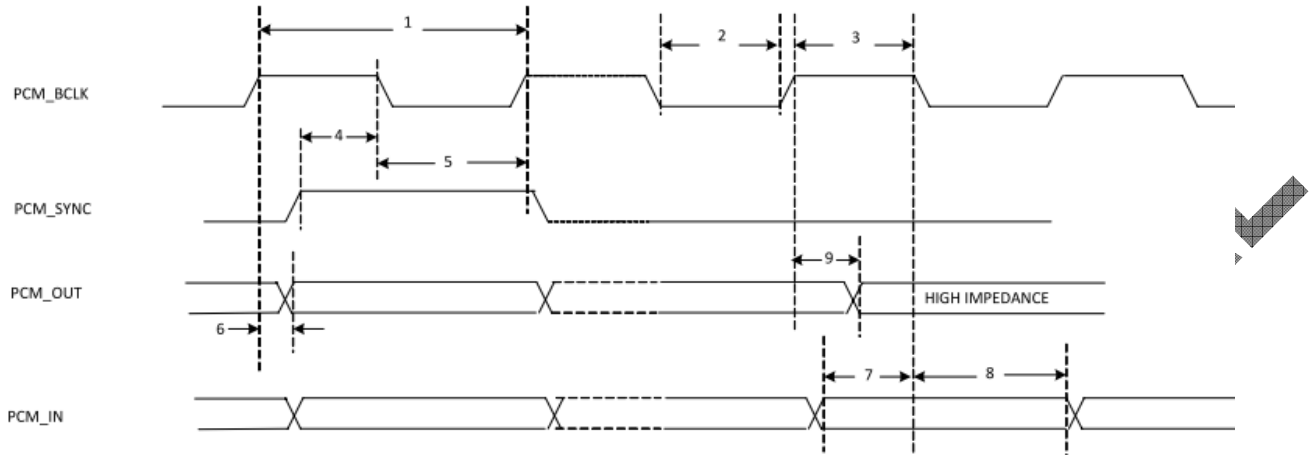 1
2
3
PCM_BCLK
4
5
PCM_SYNC
9
PCM_OUT
HIGH IMPEDANCE
6
7
8
PCM_IN